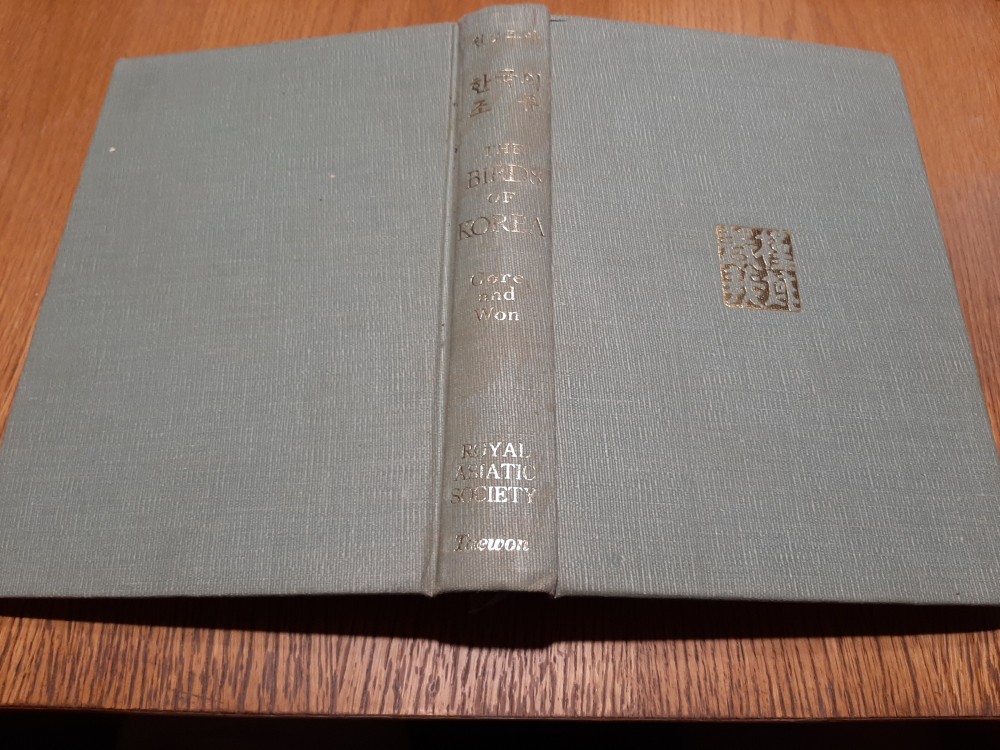 한국의
조류
THE
BIRDS
OF
KOREA
Gore
and
Won
ROYAL
ASIATIC
SOCIETY
Taewon